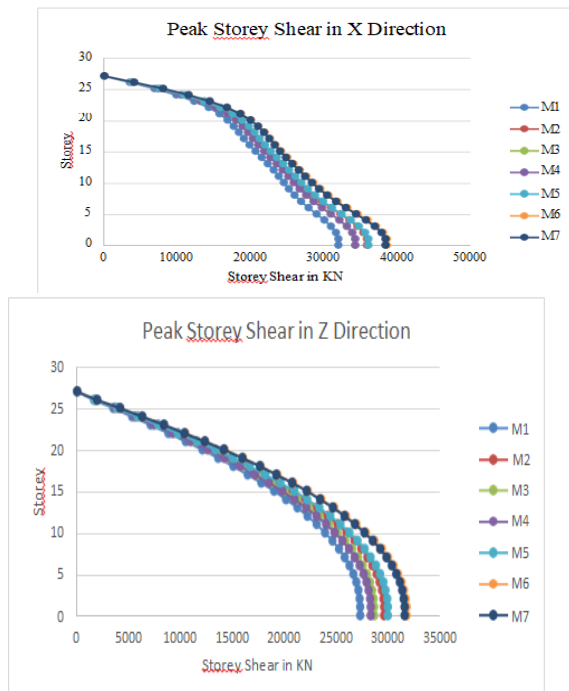 Peak Storey Shear in X Direction
30
25
20
15
10
5
0
Storey
0 10000 20000 30000 40000 50000
Storey Shear in KN
M1
M2
M3
M4
M5
M6
M7
Peak Storey Shear in Z Direction
30
25
20
15
10
5
0
Storey
0 5000 10000 15000 20000 25000 30000 35000
Storey Shear in KN
M1
M2
M3
M4
M5
M6
M7